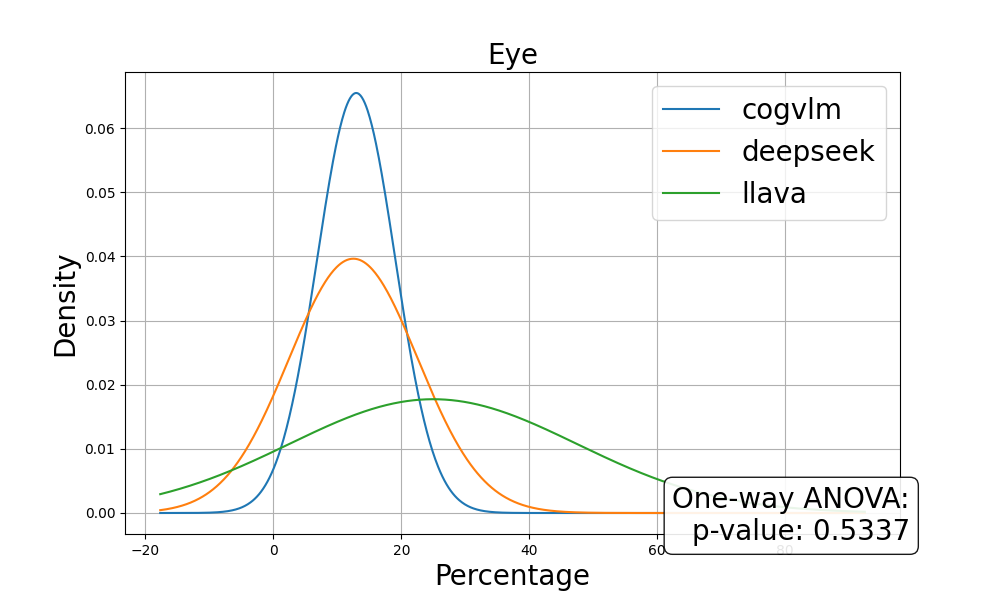 Eye
cogvlm
deepseek
llava
Density
0.06
0.05
0.04
0.03
0.02
0.01
0.00
One-way ANOVA:
p-value: 0.5337
−20
0
20
40
60
80
Percentage